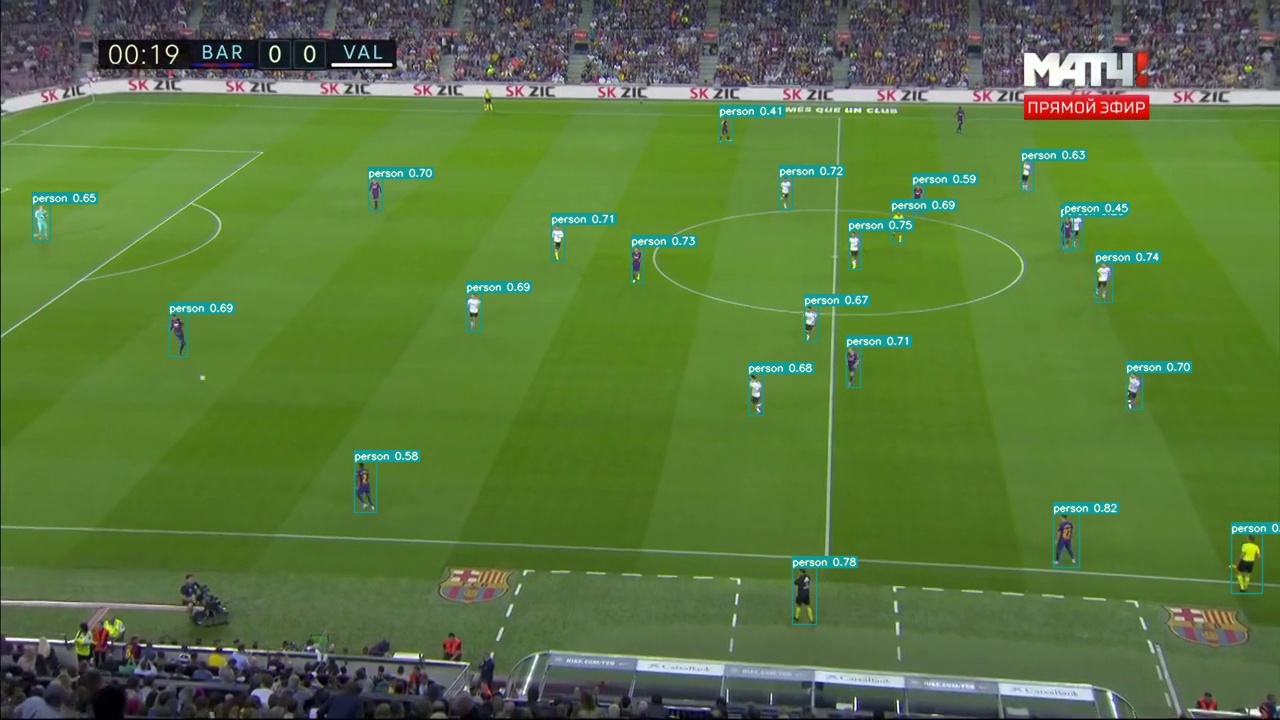 00:19 BAR 0 0 VAL
МАТЧ!
ПРЯМОЙ ЭФИР
SK ZIC SK ZIC SK ZIC SK ZIC SK ZIC SK ZIC SK ZIC SK ZIC SK ZIC SK ZIC
MÉS QUE UN CLUB
person 0.41
person 0.63
person 0.70
person 0.72
person 0.59
person 0.65
person 0.69
person 0.45
person 0.71
person 0.75
person 0.73
person 0.74
person 0.69
person 0.67
person 0.69
person 0.71
person 0.68
person 0.70
person 0.58
person 0.82
person 0.
person 0.78
CaixaBank
CaixaBank
CaixaBank